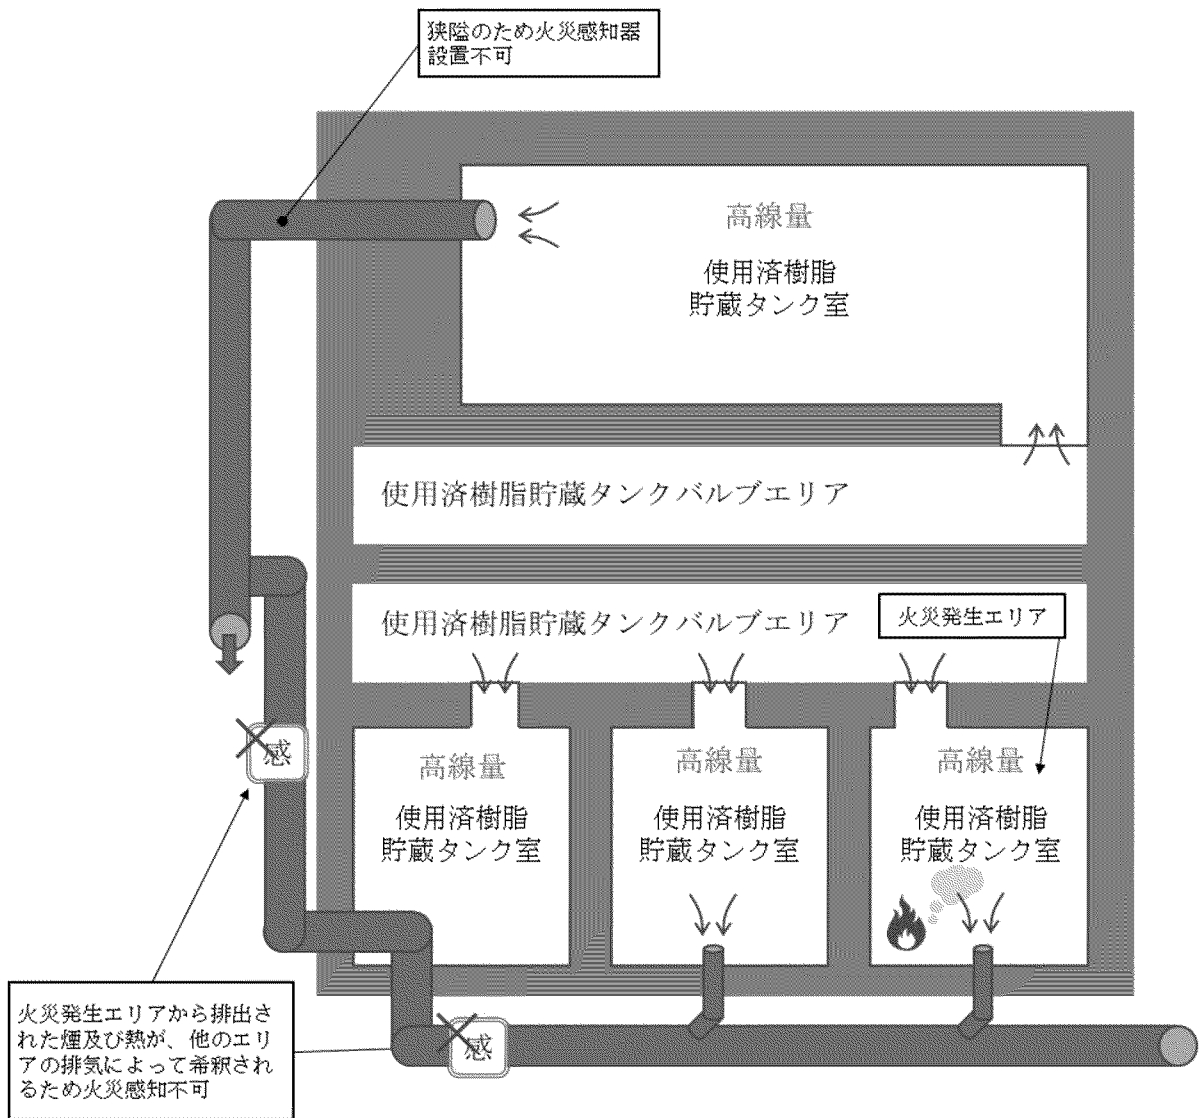 狭隘のため火災感知器
設置不可
高線量
使用済樹脂
貯蔵タンク室
使用済樹脂貯蔵タンクバルブエリア
使用済樹脂貯蔵タンクバルブエリア
火災発生エリア
感
高線量
使用済樹脂
貯蔵タンク室
高線量
使用済樹脂
貯蔵タンク室
高線量
使用済樹脂
貯蔵タンク室
火災発生エリアから排出さ
れた煙及び熱が、他のエリ
アの排気によって希釈され
るため火災感知不可
感